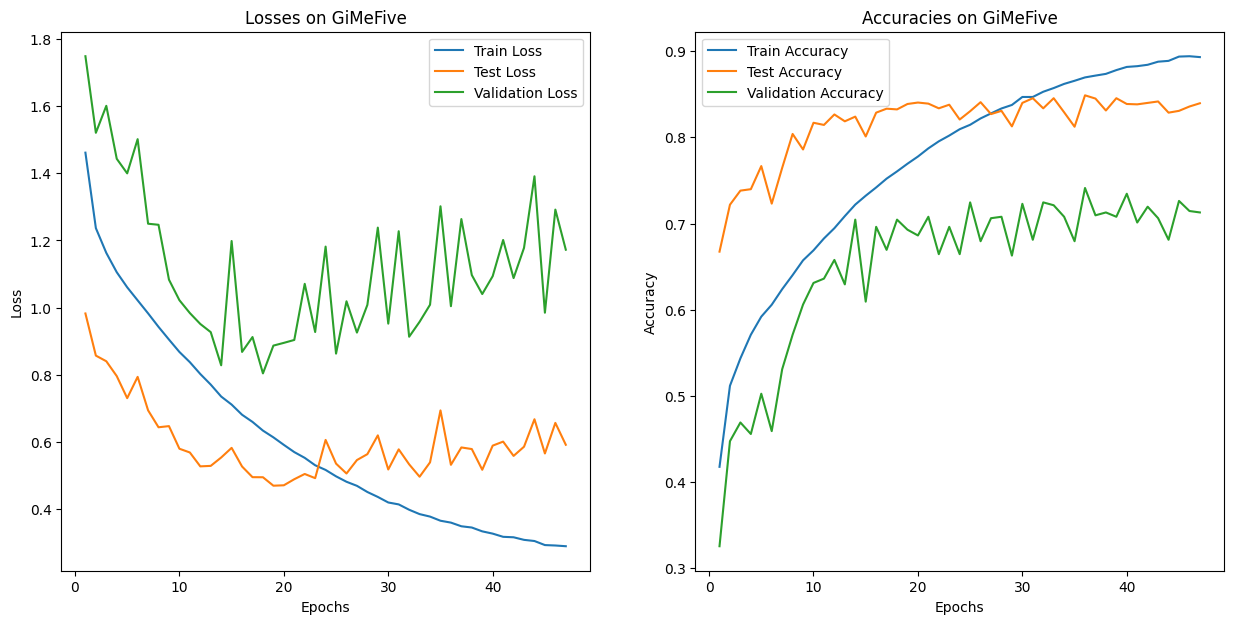 Losses on GiMeFive
1.8
1.6
1.4
1.2
1.0
0.8
0.6
0.4
Loss
0
10
20
30
40
Epochs
Train Loss
Test Loss
Validation Loss
Accuracies on GiMeFive
0.9
0.8
0.7
0.6
0.5
0.4
0.3
Accuracy
0
10
20
30
40
Epochs
Train Accuracy
Test Accuracy
Validation Accuracy